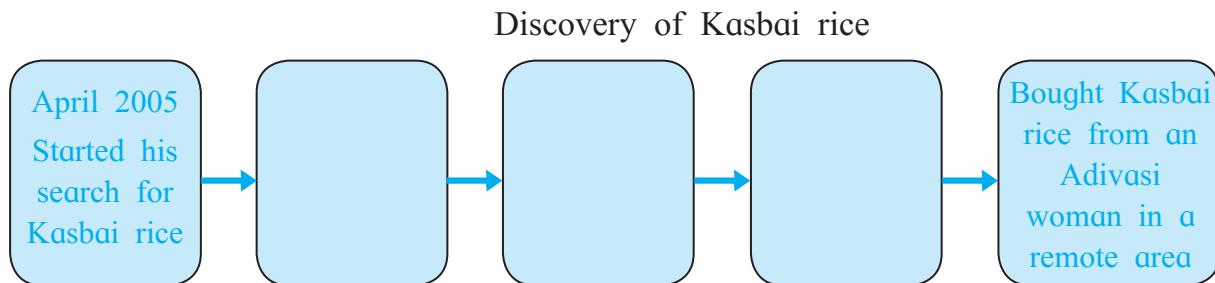 Discovery of Kasbai rice
April 2005
Started his
search for
Kasbai rice
Bought Kasbai
rice from an
Adivasi
woman in a
remote area